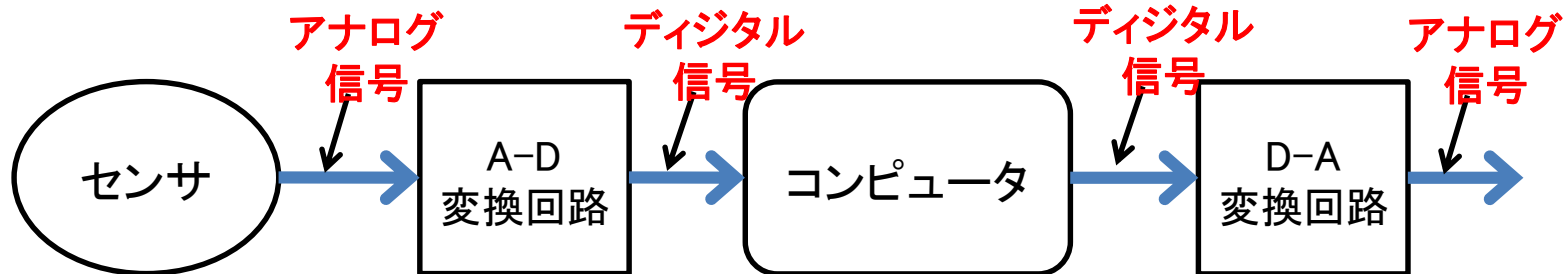 アナログ
信号
ディジタル
信号
ディジタル
信号
アナログ
信号
センサ
A-D
変換回路
コンピュータ
D-A
変換回路